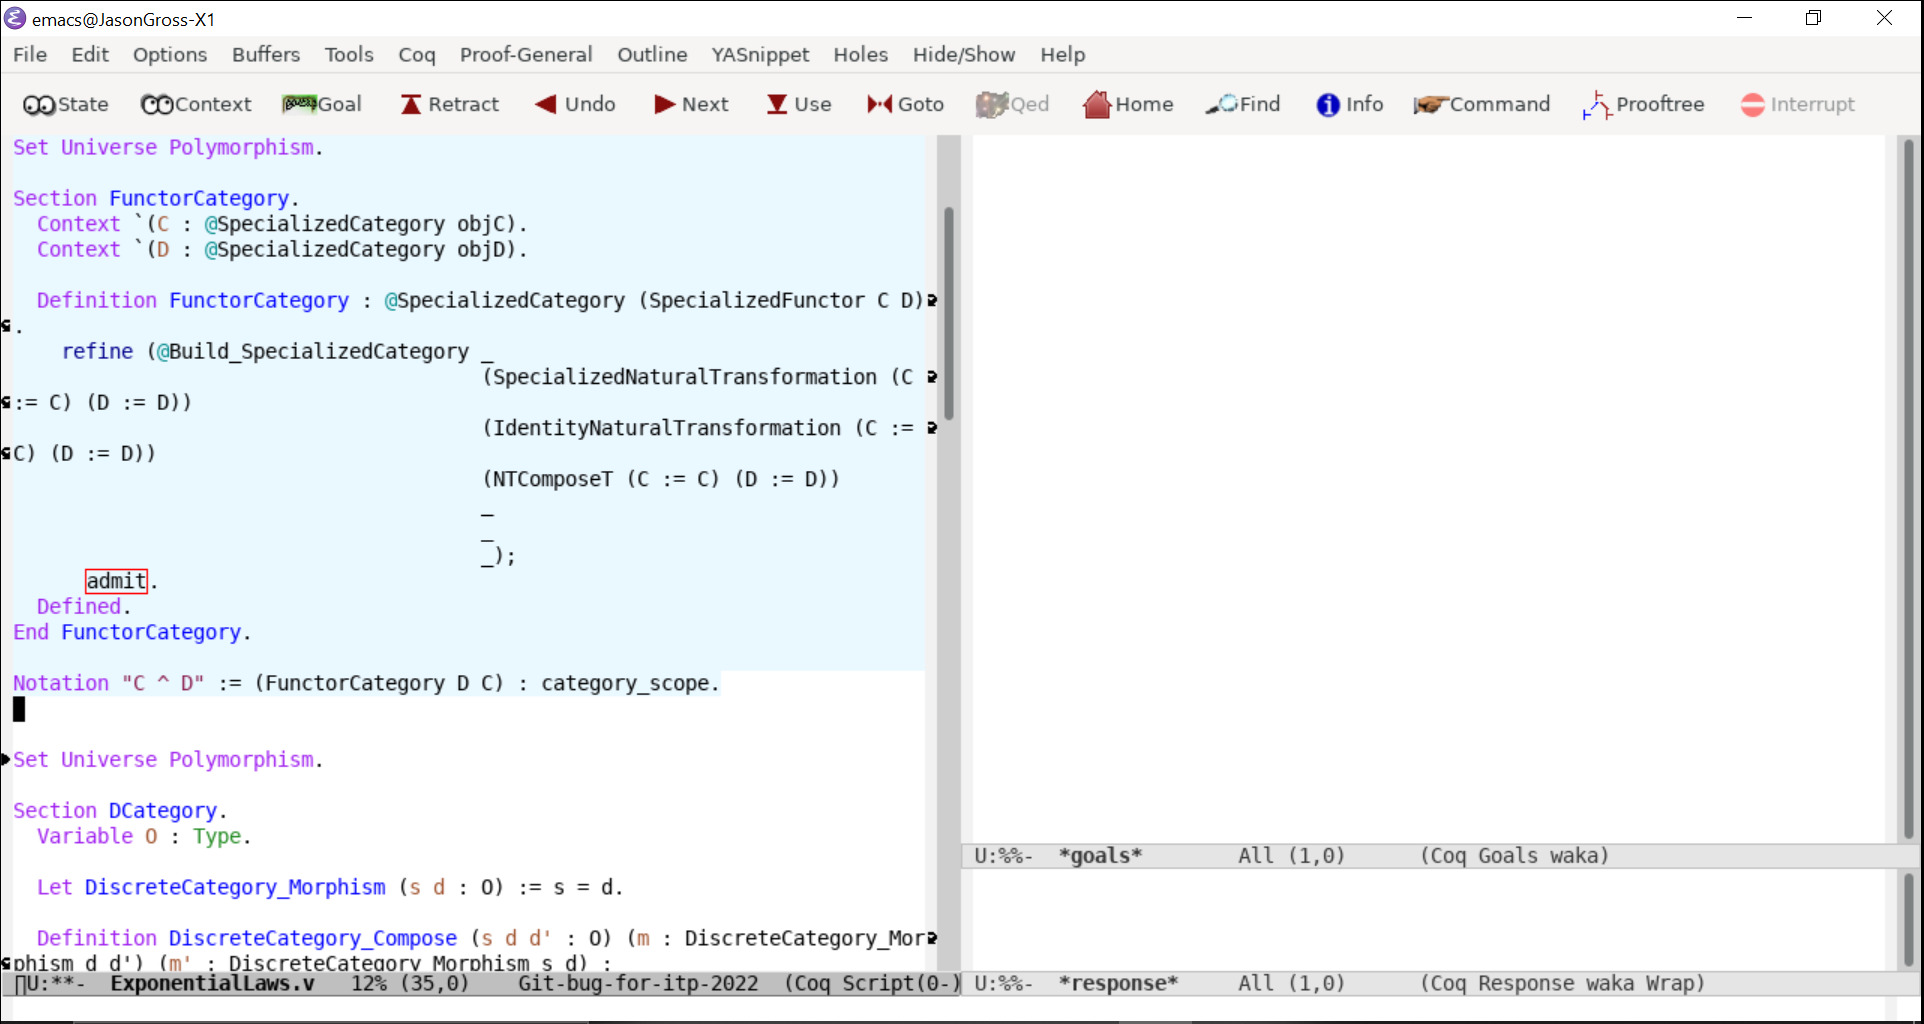 emacs@JasonGross-X1
File Edit Options Buffers Tools Coq Proof-General Outline YASnippet Holes Hide/Show Help
State Context Goal Retract Undo Next Use Goto Qed Home Find Info Command Prooftree Interrupt
Set Universe Polymorphism.
Section FunctorCategory.
  Context `(C : @SpecializedCategory objC).
  Context `(D : @SpecializedCategory objD).
  Definition FunctorCategory : @SpecializedCategory (SpecializedFunctor C D)
.
    refine (@Build_SpecializedCategory _
                                       (SpecializedNaturalTransformation (C
:= C) (D := D))
                                       (IdentityNaturalTransformation (C :=
C) (D := D))
                                       (NTComposeT (C := C) (D := D))
                                       _
                                       _
                                       _);
      admit.
  Defined.
End FunctorCategory.
Notation "C ^ D" := (FunctorCategory D C) : category_scope.
Set Universe Polymorphism.
Section DCategory.
  Variable O : Type.
  Let DiscreteCategory_Morphism (s d : O) := s = d.
  Definition DiscreteCategory_Compose (s d d' : O) (m : DiscreteCategory_Mor
phism d d') (m' : DiscreteCategory_Morphism s d) :
U:**-  ExponentialLaws.v   12% (35,0)    Git-bug-for-itp-2022  (Coq Script(0-)
U:%%-  *goals*        All (1,0)      (Coq Goals waka)
U:%%-  *response*     All (1,0)      (Coq Response waka Wrap)